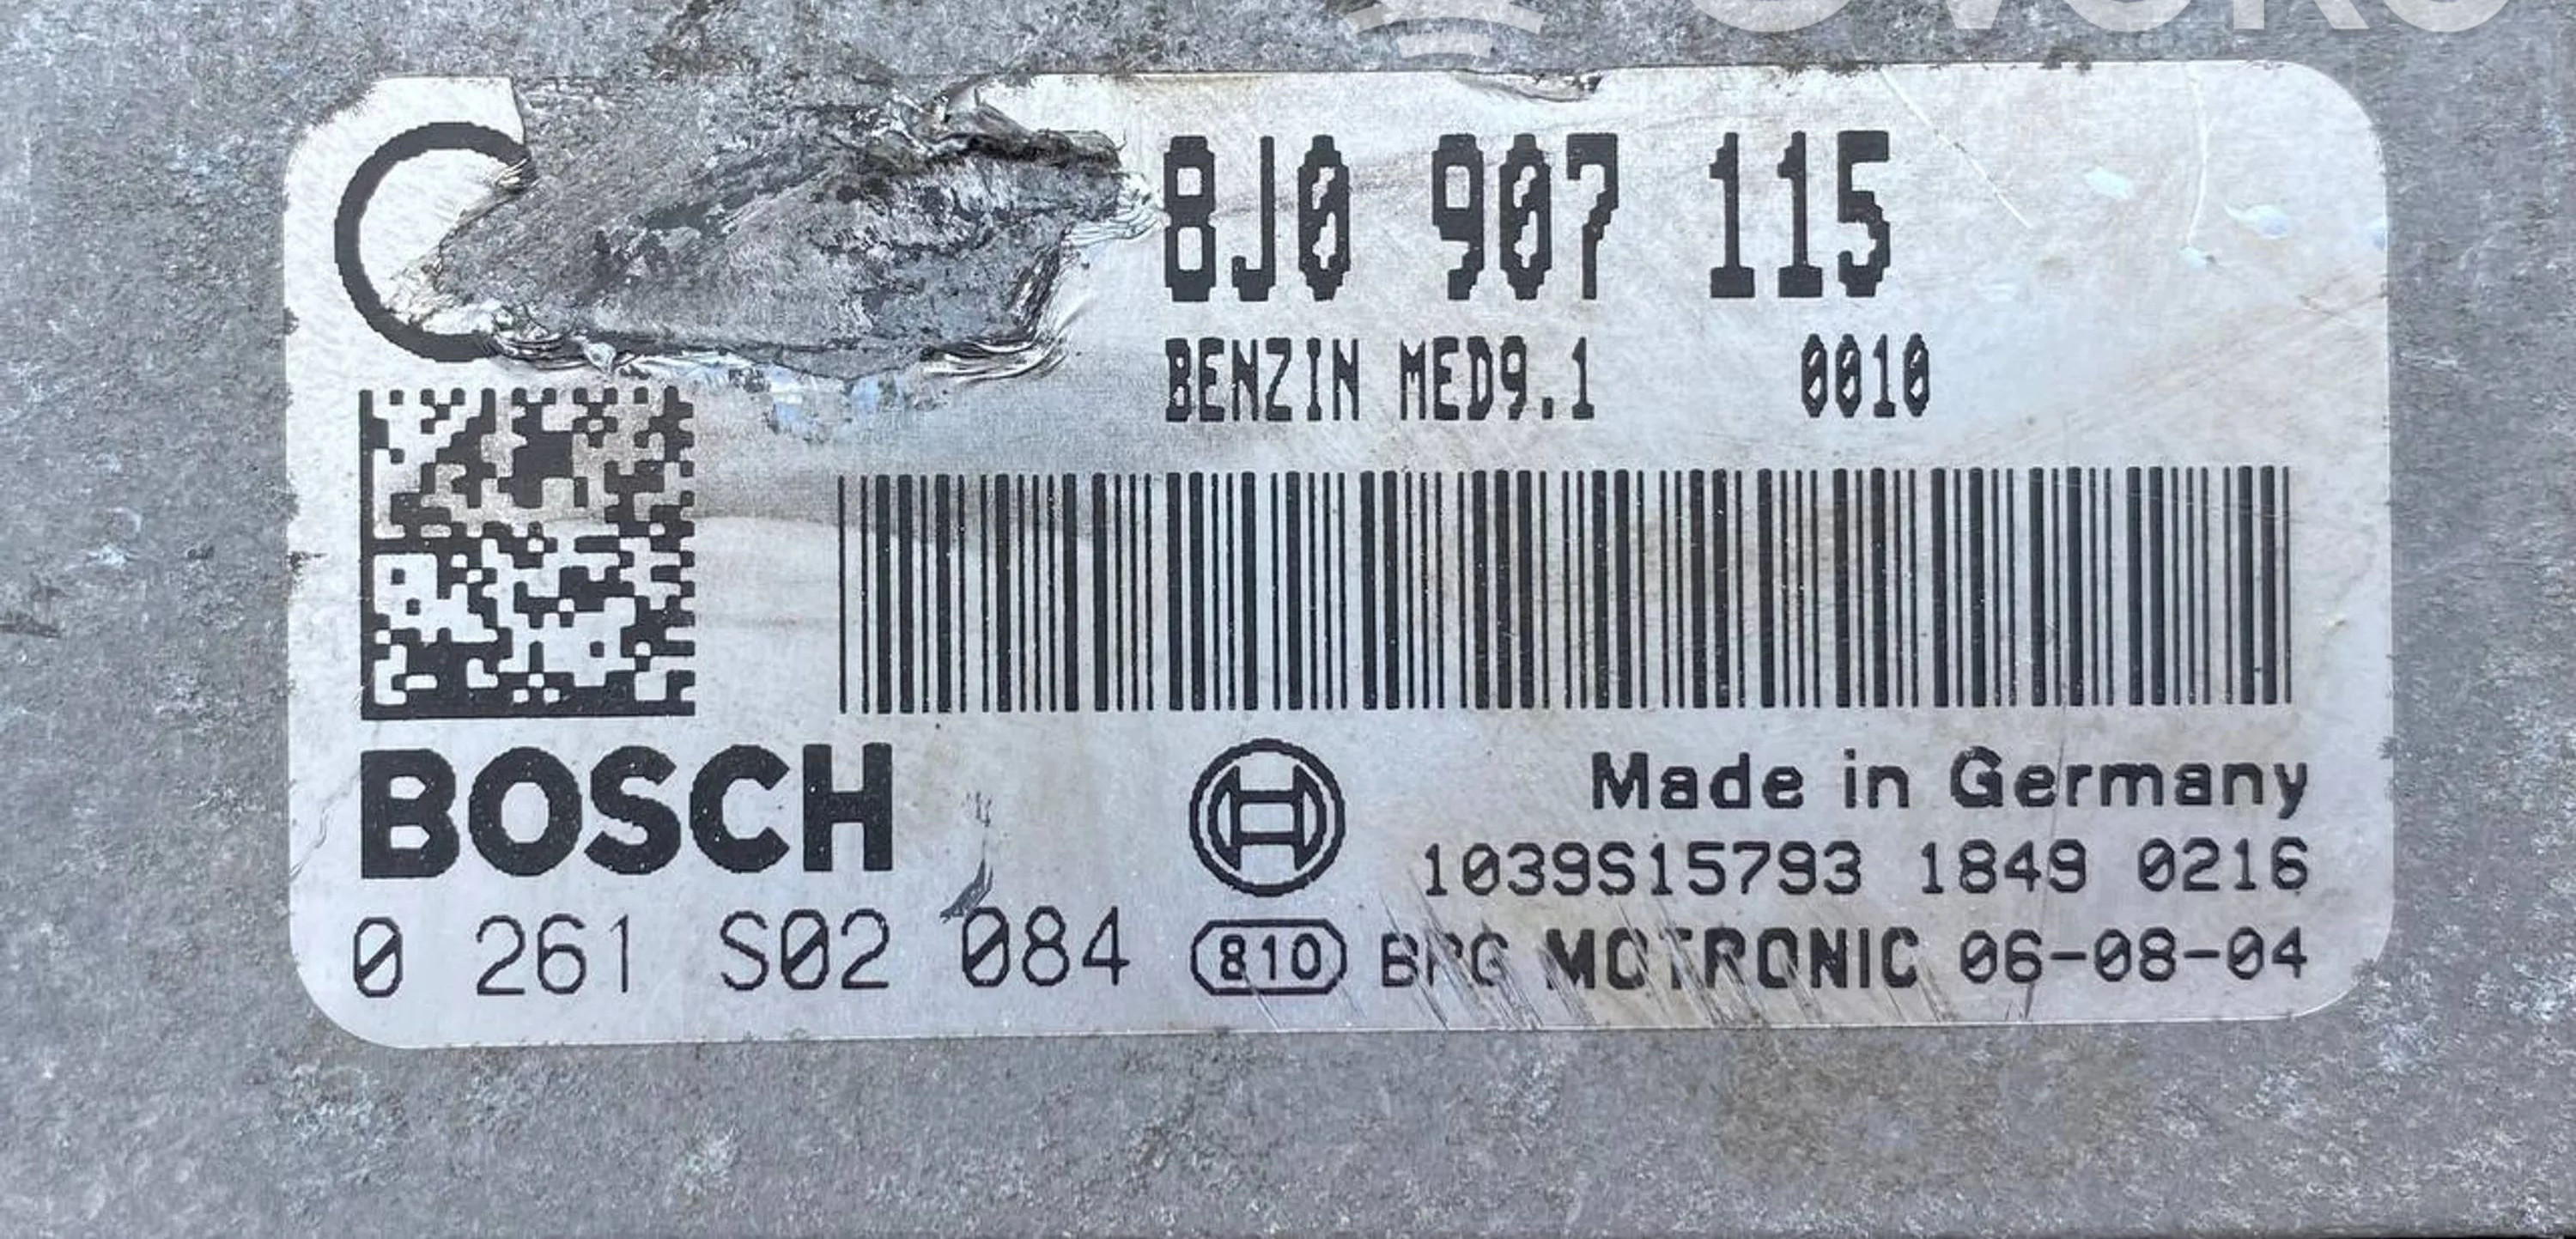 8J0 907 115
BENZIN MED9.1 0010
BOSCH
Made in Germany
1039S15793 1849 0216
0 261 S02 084 810 MOTRONIC 06-08-04